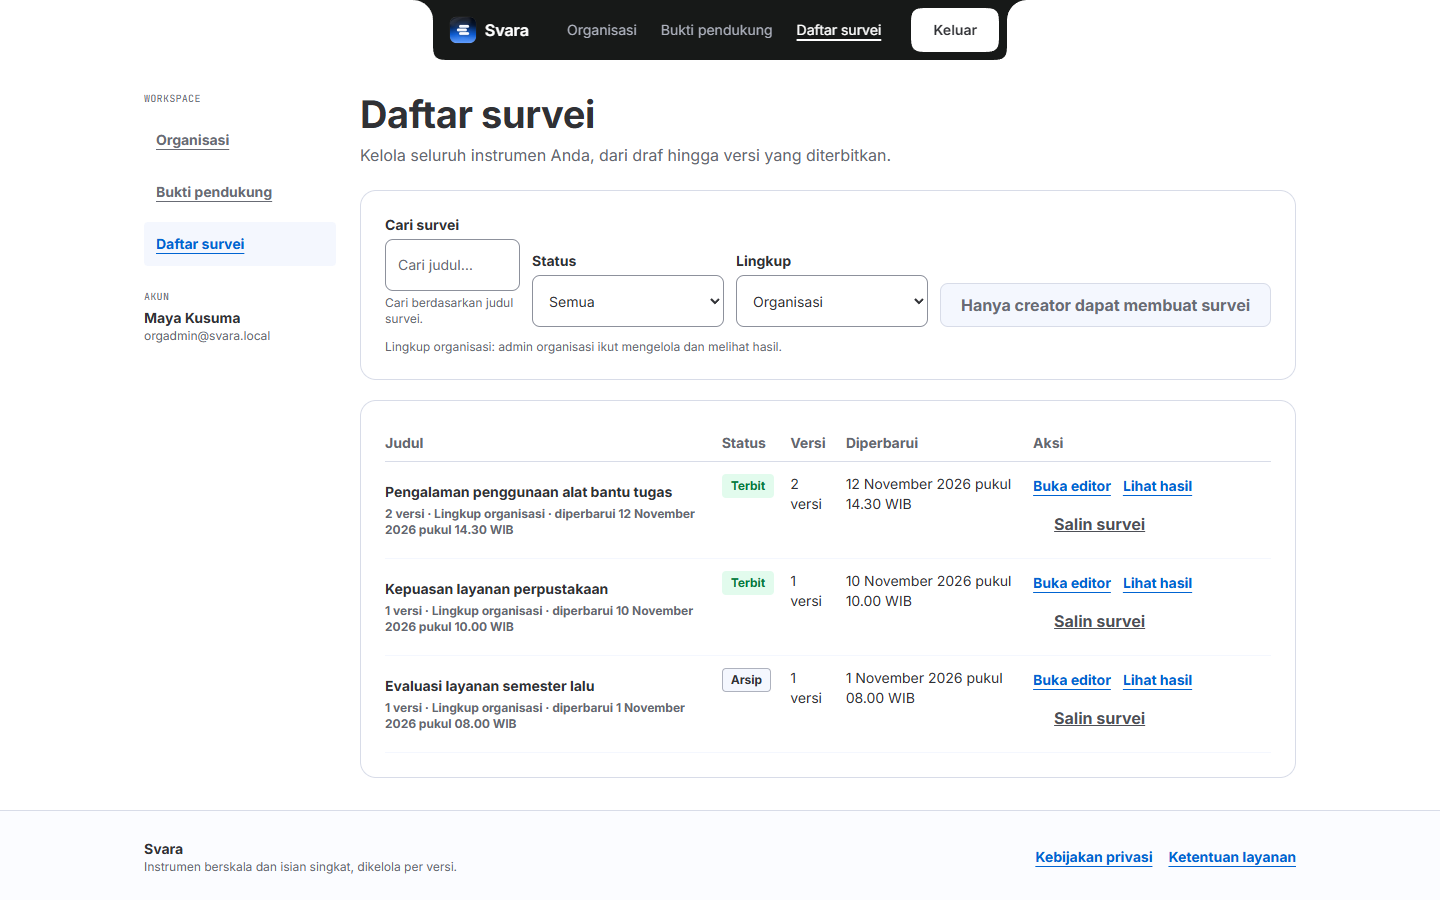 Svara
Organisasi
Bukti pendukung
Daftar survei
Keluar
WORKSPACE
Organisasi
Bukti pendukung
Daftar survei
AKUN
Maya Kusuma
orgadmin@svara.local
Daftar survei
Kelola seluruh instrumen Anda, dari draf hingga versi yang diterbitkan.
Cari survei
Cari judul...
Cari berdasarkan judul
survei.
Status
Semua
Lingkup
Organisasi
Hanya creator dapat membuat survei
Lingkup organisasi: admin organisasi ikut mengelola dan melihat hasil.
Judul Status Versi Diperbarui Aksi
Pengalaman penggunaan alat bantu tugas
2 versi · Lingkup organisasi · diperbarui 12 November
2026 pukul 14.30 WIB
Terbit
2
versi
12 November 2026 pukul
14.30 WIB
Buka editor Lihat hasil
Salin survei
Kepuasan layanan perpustakaan
1 versi · Lingkup organisasi · diperbarui 10 November
2026 pukul 10.00 WIB
Terbit
1
versi
10 November 2026 pukul
10.00 WIB
Buka editor Lihat hasil
Salin survei
Evaluasi layanan semester lalu
1 versi · Lingkup organisasi · diperbarui 1 November
2026 pukul 08.00 WIB
Arsip
1
versi
1 November 2026 pukul
08.00 WIB
Buka editor Lihat hasil
Salin survei
Svara
Instrumen berskala dan isian singkat, dikelola per versi.
Kebijakan privasi
Ketentuan layanan